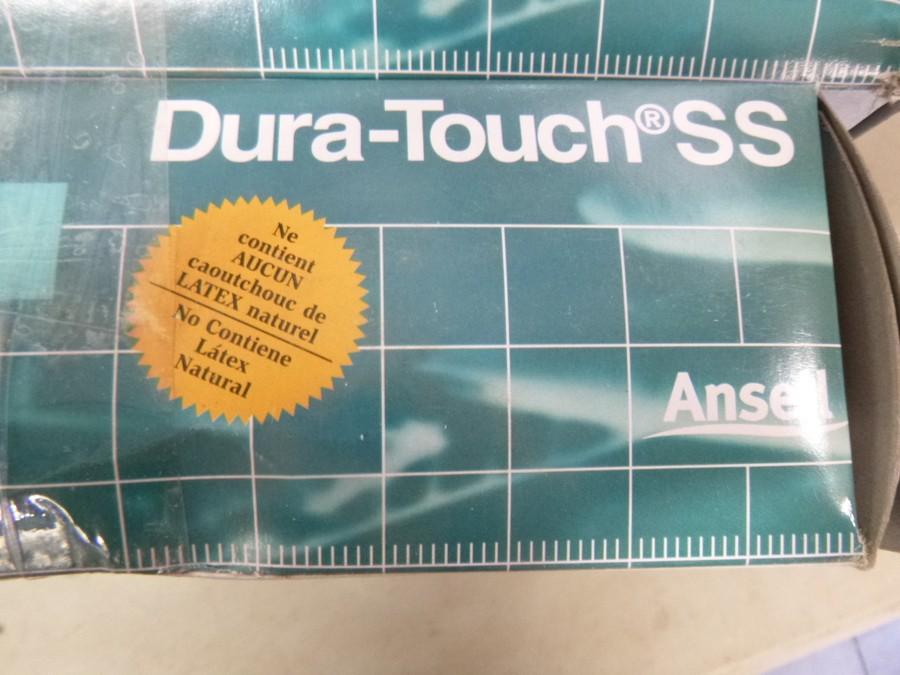 Dura-Touch®SS
Ne
contient
AUCUN
caoutchouc de
LATEX naturel
No Contiene
Látex
Natural
Ansell